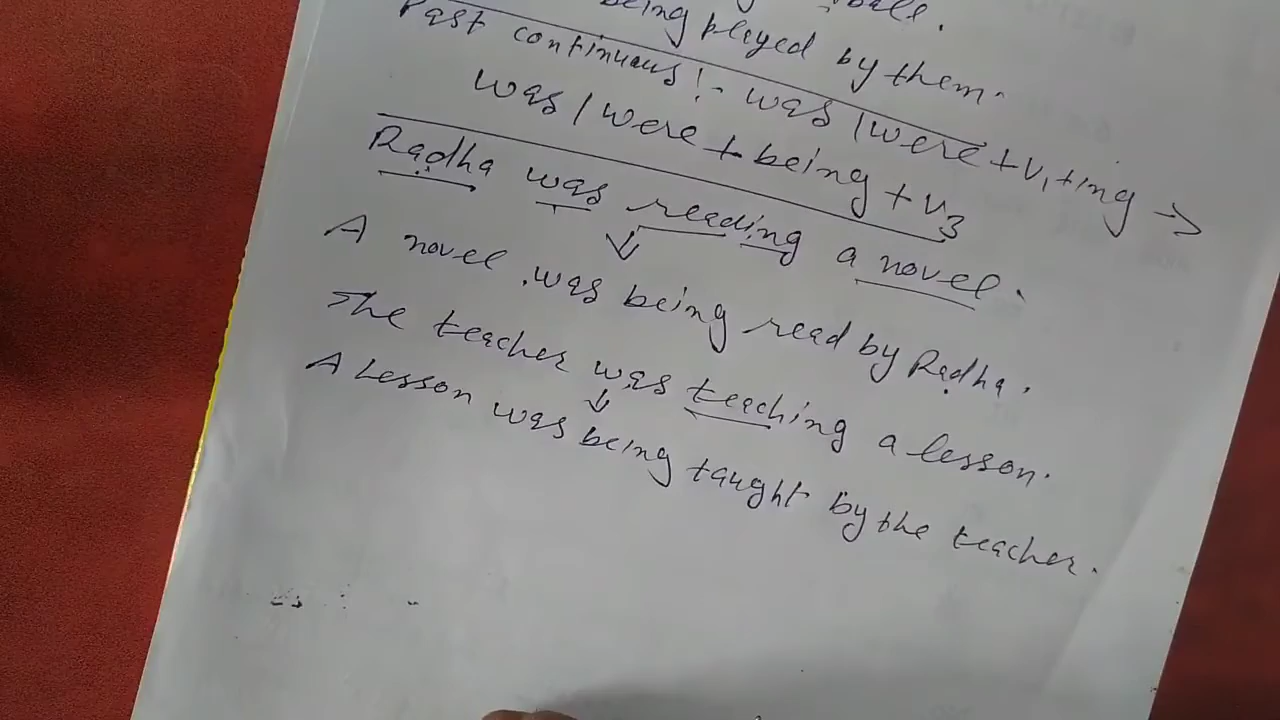 ball.
being played by them.
Past continuous :- was / were + V1 + ing →
was / were + being + V3
Radha was reading a novel.
A novel was being read by Radha.
The teacher was teaching a lesson.
A Lesson was being taught by the teacher.